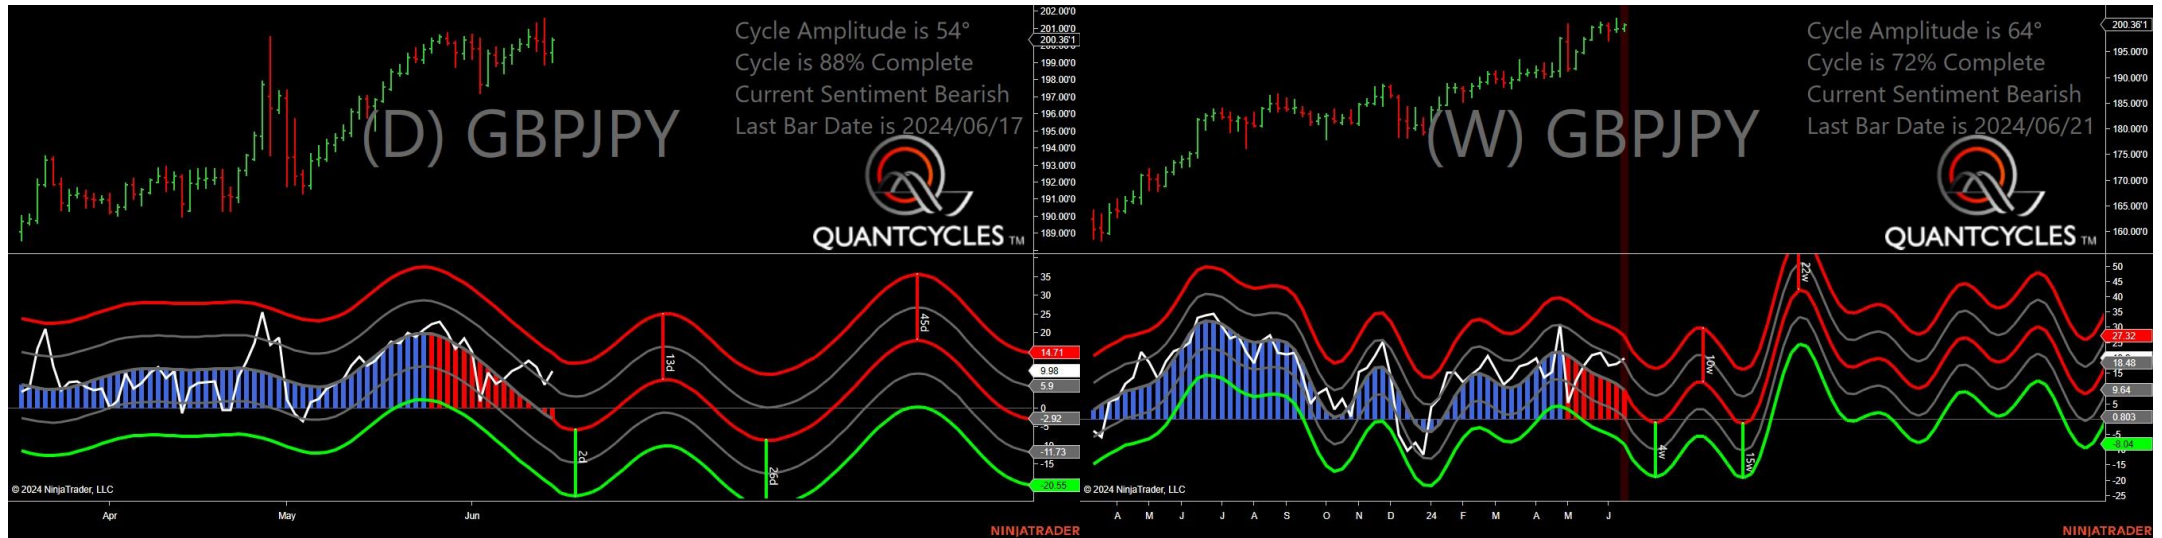 Cycle Amplitude is 54°
Cycle is 88% Complete
Current Sentiment Bearish
Last Bar Date is 2024/06/17
(D) GBPJPY
QUANTCYCLES TM
202.00'0
201.00'0
200.36'1
199.00'0
198.00'0
197.00'0
196.00'0
195.00'0
194.00'0
193.00'0
192.00'0
191.00'0
190.00'0
189.00'0
35
30
25
20
14.71
9.98
5.9
0
-2.92
-5
-11.73
-15
-20.55
2d
13d
26d
45d
© 2024 NinjaTrader, LLC
Apr May Jun
NINJATRADER
Cycle Amplitude is 64°
Cycle is 72% Complete
Current Sentiment Bearish
Last Bar Date is 2024/06/21
(W) GBPJPY
QUANTCYCLES TM
200.36'1
195.00'0
190.00'0
185.00'0
180.00'0
175.00'0
170.00'0
165.00'0
160.00'0
50
45
40
35
30
27.32
25
18.48
15
9.64
5
0.803
-5
-8.04
-10
-15
-20
-25
4w
10w
15w
22w
© 2024 NinjaTrader, LLC
A M J J A S O N D 24 F M A M J
NINJATRADER